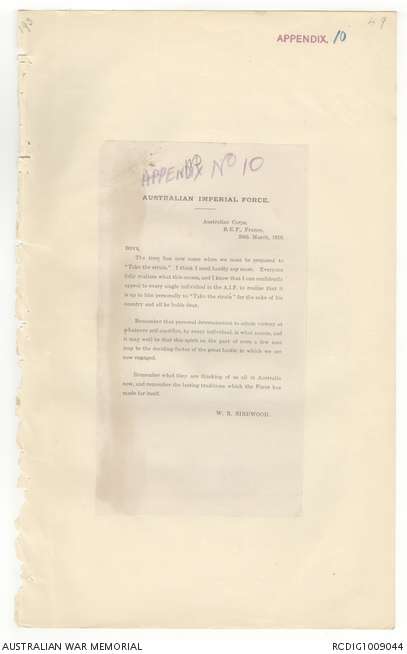 193
49
APPENDIX. 10
APPENDIX No 10
AUSTRALIAN IMPERIAL FORCE.
Australian Corps,
B.E.F., France,
March, 1918.
BOYS,
The time has now come when we must be prepared to
"Take the strain." I think I need hardly say more. Everyone
fully realises what this means, and I know that I can confidently
appeal to every single individual in the A.I.F. to realise that it
is up to him personally to "Take the strain" for the sake of his
country and all he holds dear.
Remember that personal determination to attain victory at
whatever self-sacrifice, by every individual, is what counts, and
it may well be that this spirit on the part of even a few men
may be the deciding factor of the great battle in which we are
now engaged.
Remember what they are thinking of us all in Australia
now, and remember the lasting traditions which the Force has
made for itself.
W. R. BIRDWOOD.
AUSTRALIAN WAR MEMORIAL
RCDIG1009044